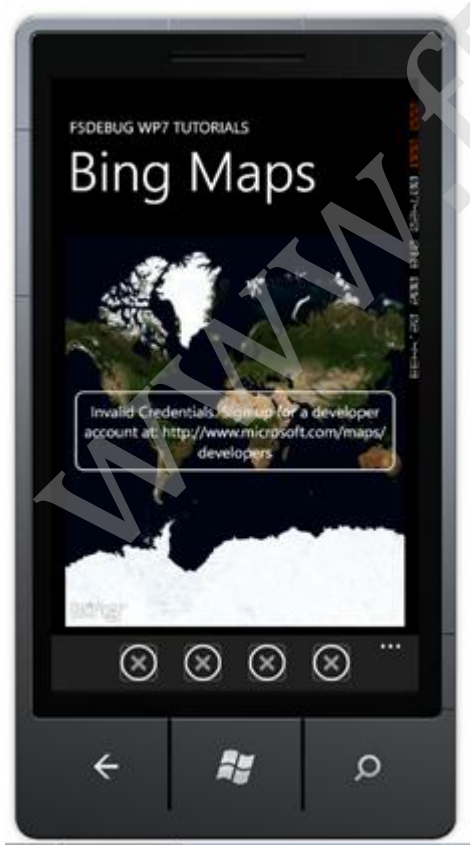 F5DEBUG WP7 TUTORIALS
Bing Maps
Invalid Credentials. Sign up for a developer
account at: http://www.microsoft.com/maps/
developers